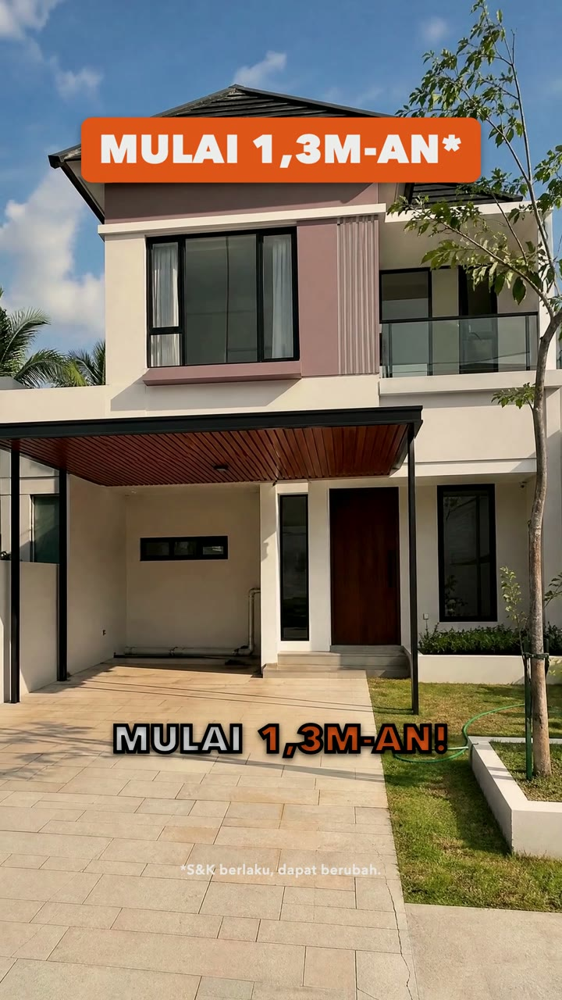 MULAI 1,3M-AN*
MULAI 1,3M-AN!
*S&K berlaku, dapat berubah.